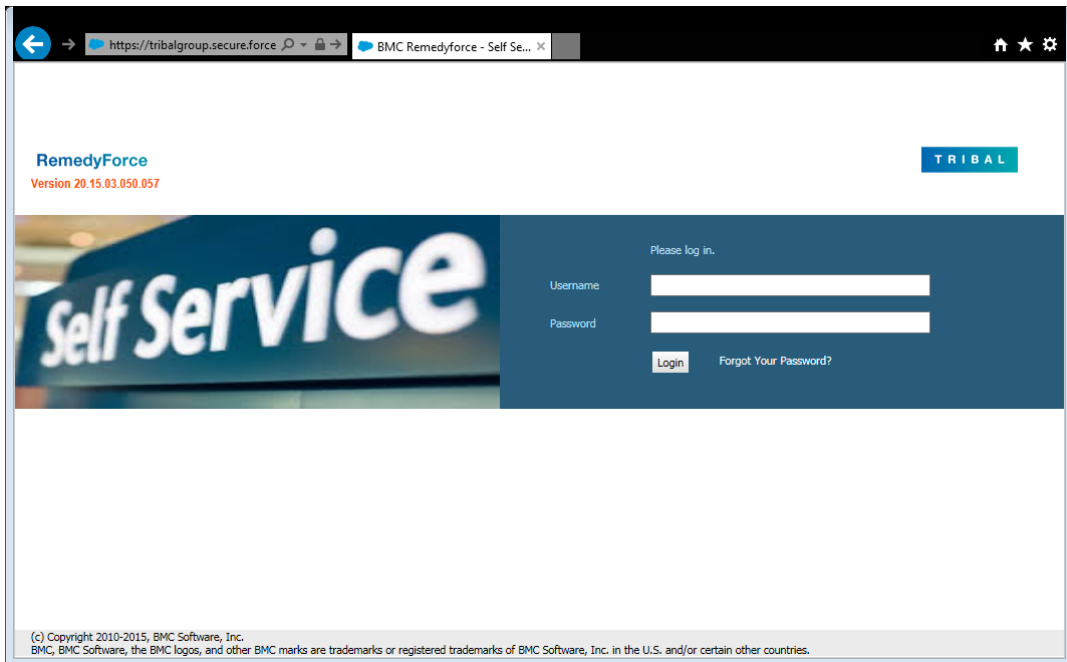 https://tribalgroup.secure.force
BMC Remedyforce - Self Se...
RemedyForce
TRIBAL
Version 20.15.03.050.057
Self Service
Please log in.
Username
Password
Login Forgot Your Password?
(c) Copyright 2010-2015, BMC Software, Inc.
BMC, BMC Software, the BMC logos, and other BMC marks are trademarks or registered trademarks of BMC Software, Inc. in the U.S. and/or certain other countries.